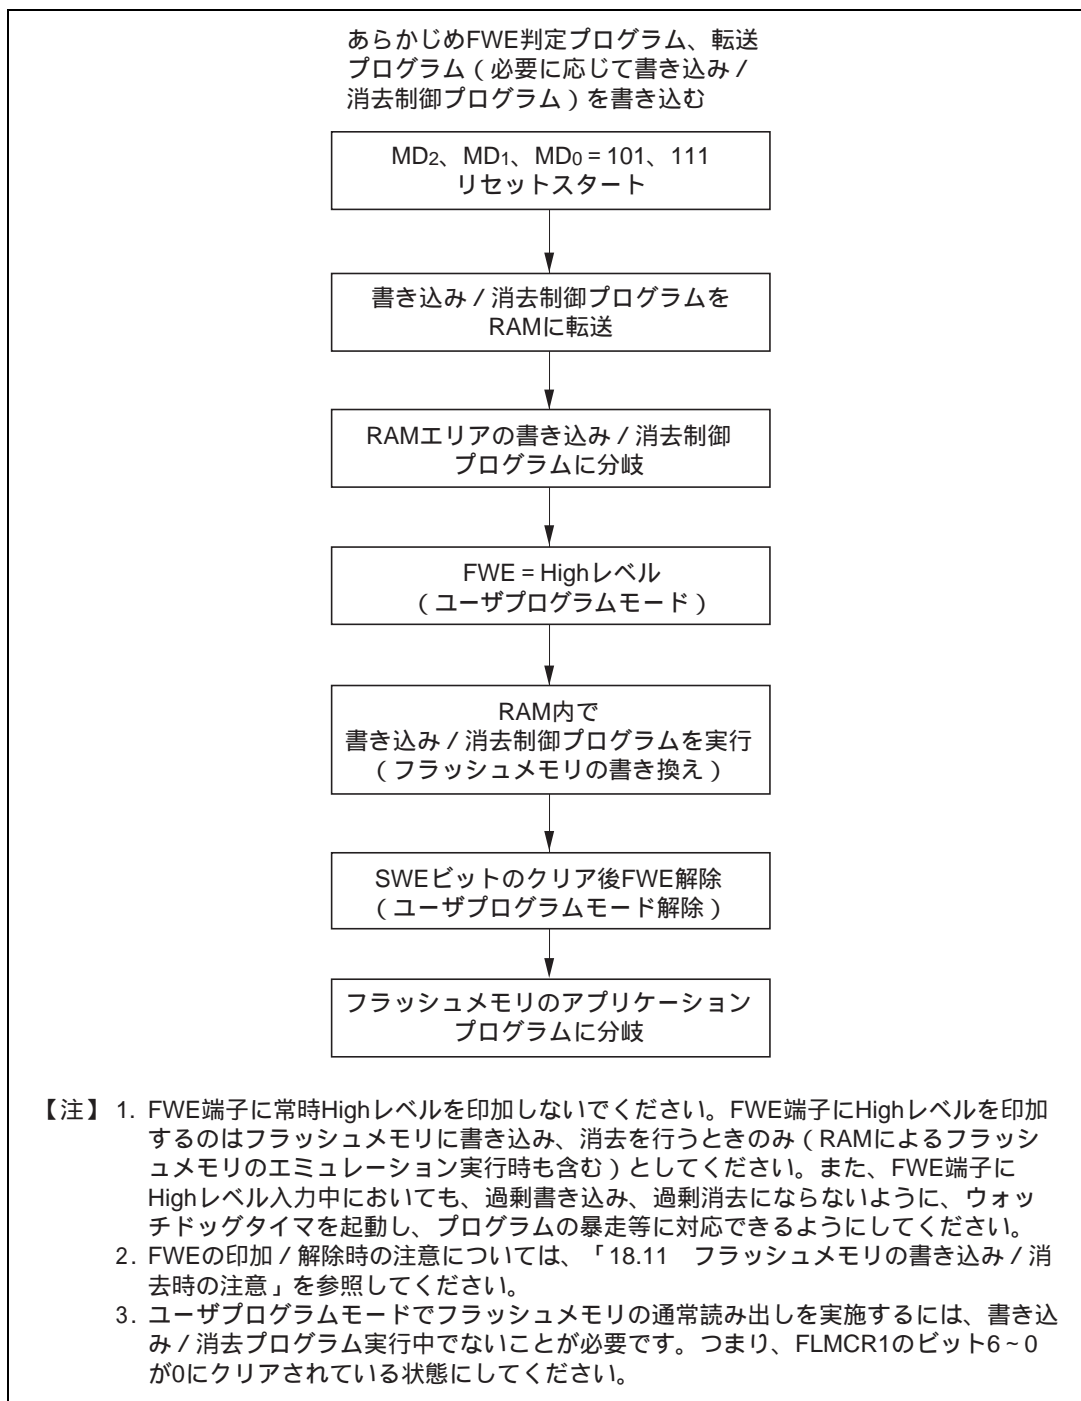 あらかじめFWE判定プログラム、転送
プログラム（必要に応じて書き込み／
消去制御プログラム）を書き込む
MD2、MD1、MD0 = 101、111
リセットスタート
書き込み／消去制御プログラムを
RAMに転送
RAMエリアの書き込み／消去制御
プログラムに分岐
FWE = Highレベル
（ユーザプログラムモード）
RAM内で
書き込み／消去制御プログラムを実行
（フラッシュメモリの書き換え）
SWEビットのクリア後FWE解除
（ユーザプログラムモード解除）
フラッシュメモリのアプリケーション
プログラムに分岐
【注】 1. FWE端子に常時Highレベルを印加しないでください。FWE端子にHighレベルを印加
するのはフラッシュメモリに書き込み、消去を行うときのみ（RAMによるフラッシ
ュメモリのエミュレーション実行時も含む）としてください。また、FWE端子に
Highレベル入力中においても、過剰書き込み、過剰消去にならないように、ウォッ
チドッグタイマを起動し、プログラムの暴走等に対応できるようにしてください。
2. FWEの印加／解除時の注意については、「18.11　フラッシュメモリの書き込み／消
去時の注意」を参照してください。
3. ユーザプログラムモードでフラッシュメモリの通常読み出しを実施するには、書き込
み／消去プログラム実行中でないことが必要です。つまり、FLMCR1のビット6～0
が0にクリアされている状態にしてください。